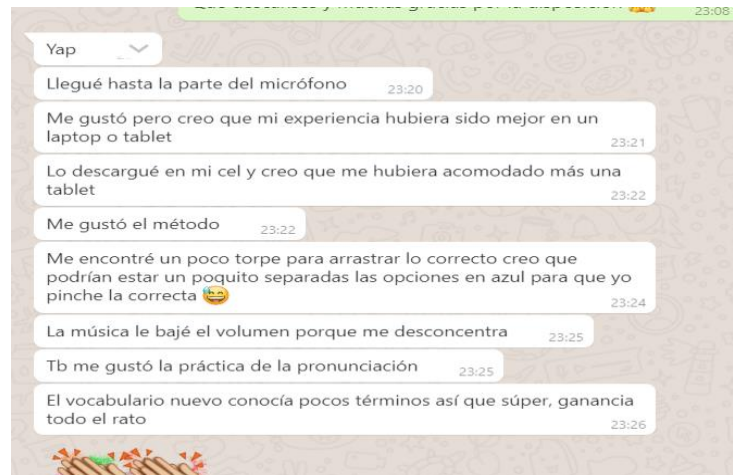 23:08
Yap
Llegué hasta la parte del micrófono 23:20
Me gustó pero creo que mi experiencia hubiera sido mejor en un
laptop o tablet 23:21
Lo descargué en mi cel y creo que me hubiera acomodado más una
tablet 23:22
Me gustó el método 23:22
Me encontré un poco torpe para arrastrar lo correcto creo que
podrían estar un poquito separadas las opciones en azul para que yo
pinche la correcta 😅 23:24
La música le bajé el volumen porque me desconcentra 23:25
Tb me gustó la práctica de la pronunciación 23:25
El vocabulario nuevo conocía pocos términos así que súper, ganancia
todo el rato 23:26